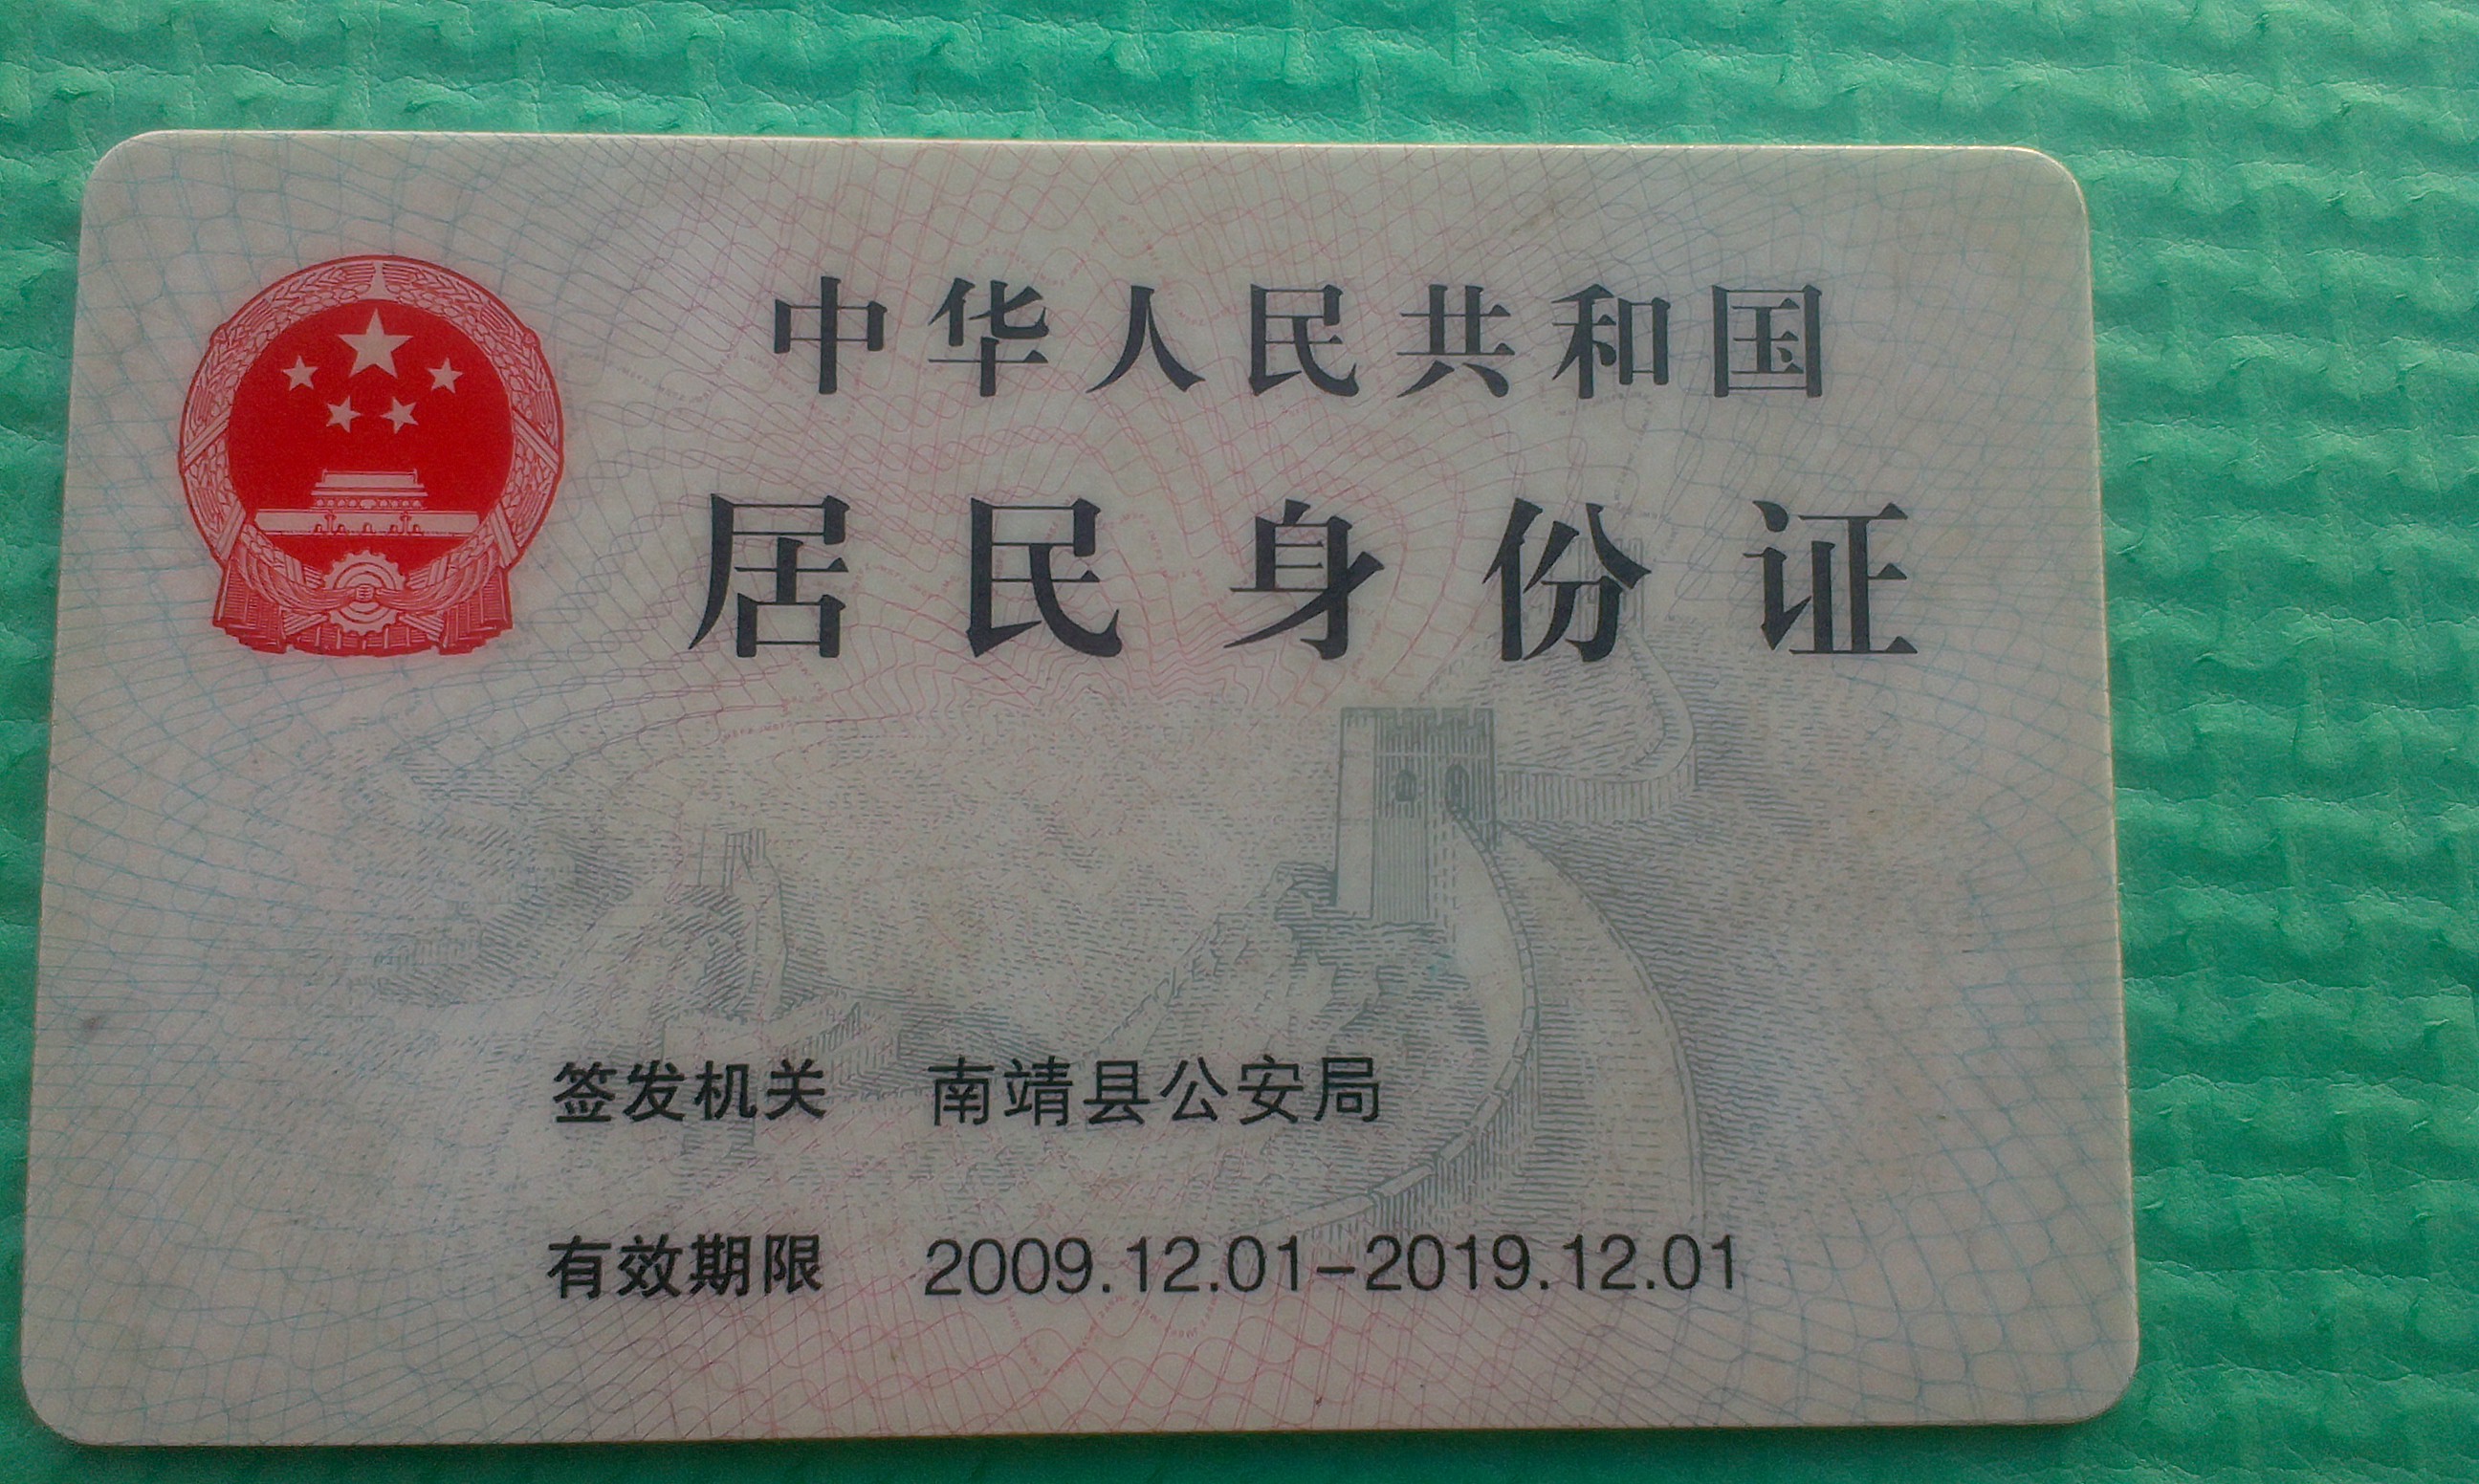 中华人民共和国
居民身份证
签发机关 南靖县公安局
有效期限 2009.12.01-2019.12.01